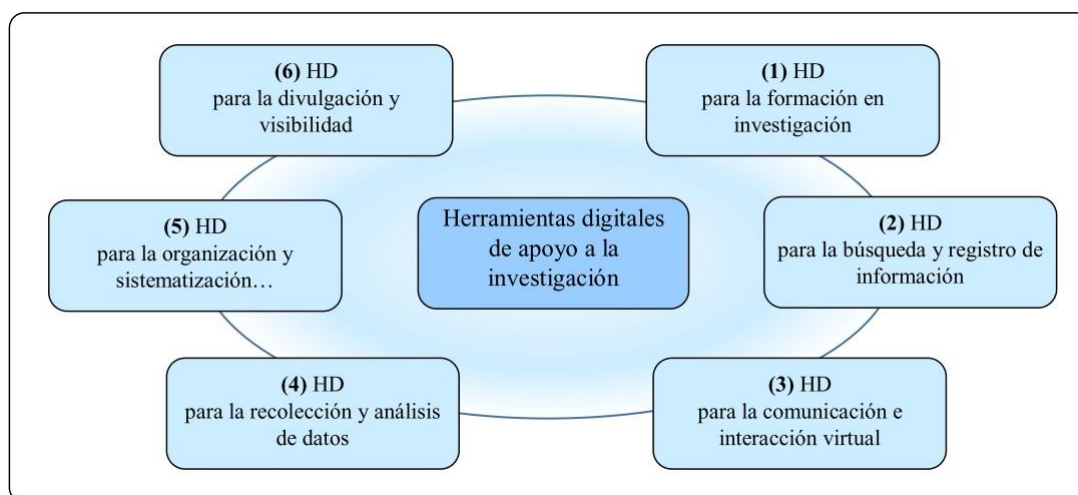 Herramientas digitales
de apoyo a la
investigación
(1) HD
para la formación en
investigación
(2) HD
para la búsqueda y registro de
información
(3) HD
para la comunicación e
interacción virtual
(4) HD
para la recolección y análisis
de datos
(5) HD
para la organización y
sistematización…
(6) HD
para la divulgación y
visibilidad